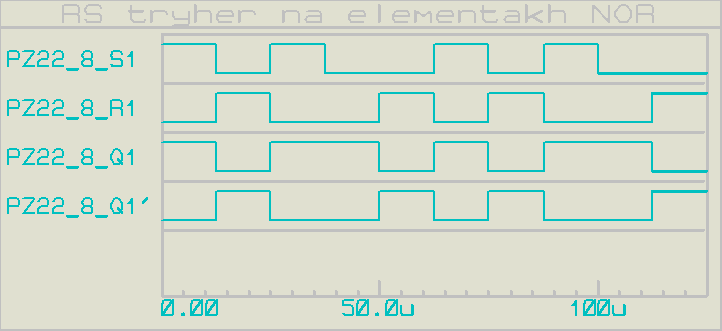 RS tryher na elementakh NOR
PZ22_8_S1
PZ22_8_R1
PZ22_8_Q1
PZ22_8_Q1′
0.00 50.0u 100u